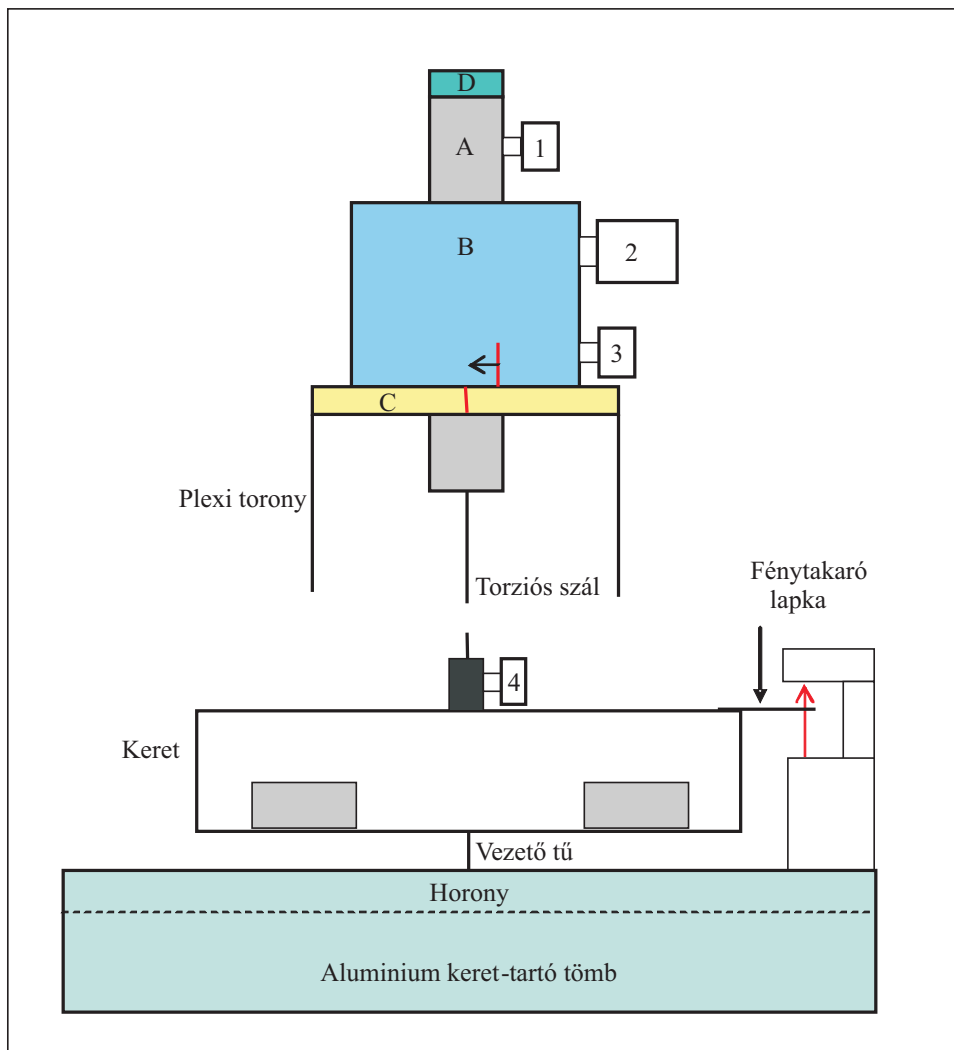 D
A
1
B
2
3
C
Plexi torony
Torziós szál
Fénytakaró
lapka
4
Keret
Vezető tű
Horony
Aluminium keret-tartó tömb